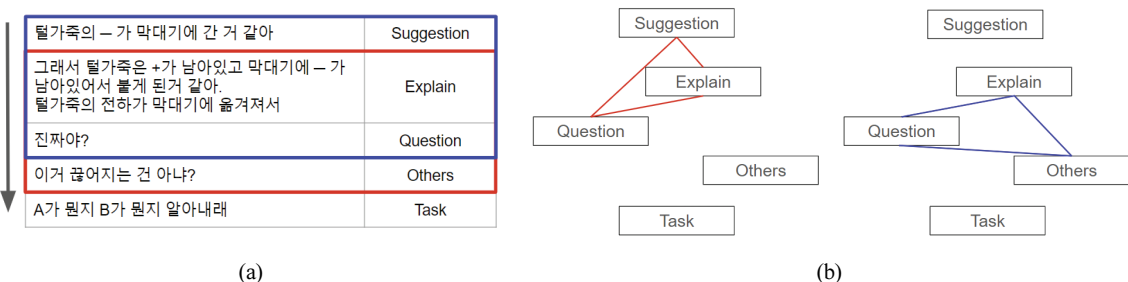 털가죽의 ─ 가 막대기에 간 거 같아
Suggestion
그래서 털가죽은 +가 남아있고 막대기에 ─ 가
남아있어서 붙게 된거 같아.
털가죽의 전하가 막대기에 옮겨져서
Explain
진짜야?
Question
이거 끊어지는 건 아냐?
Others
A가 뭔지 B가 뭔지 알아내래
Task
(a)
Suggestion
Explain
Question
Others
Task
Suggestion
Explain
Question
Others
Task
(b)